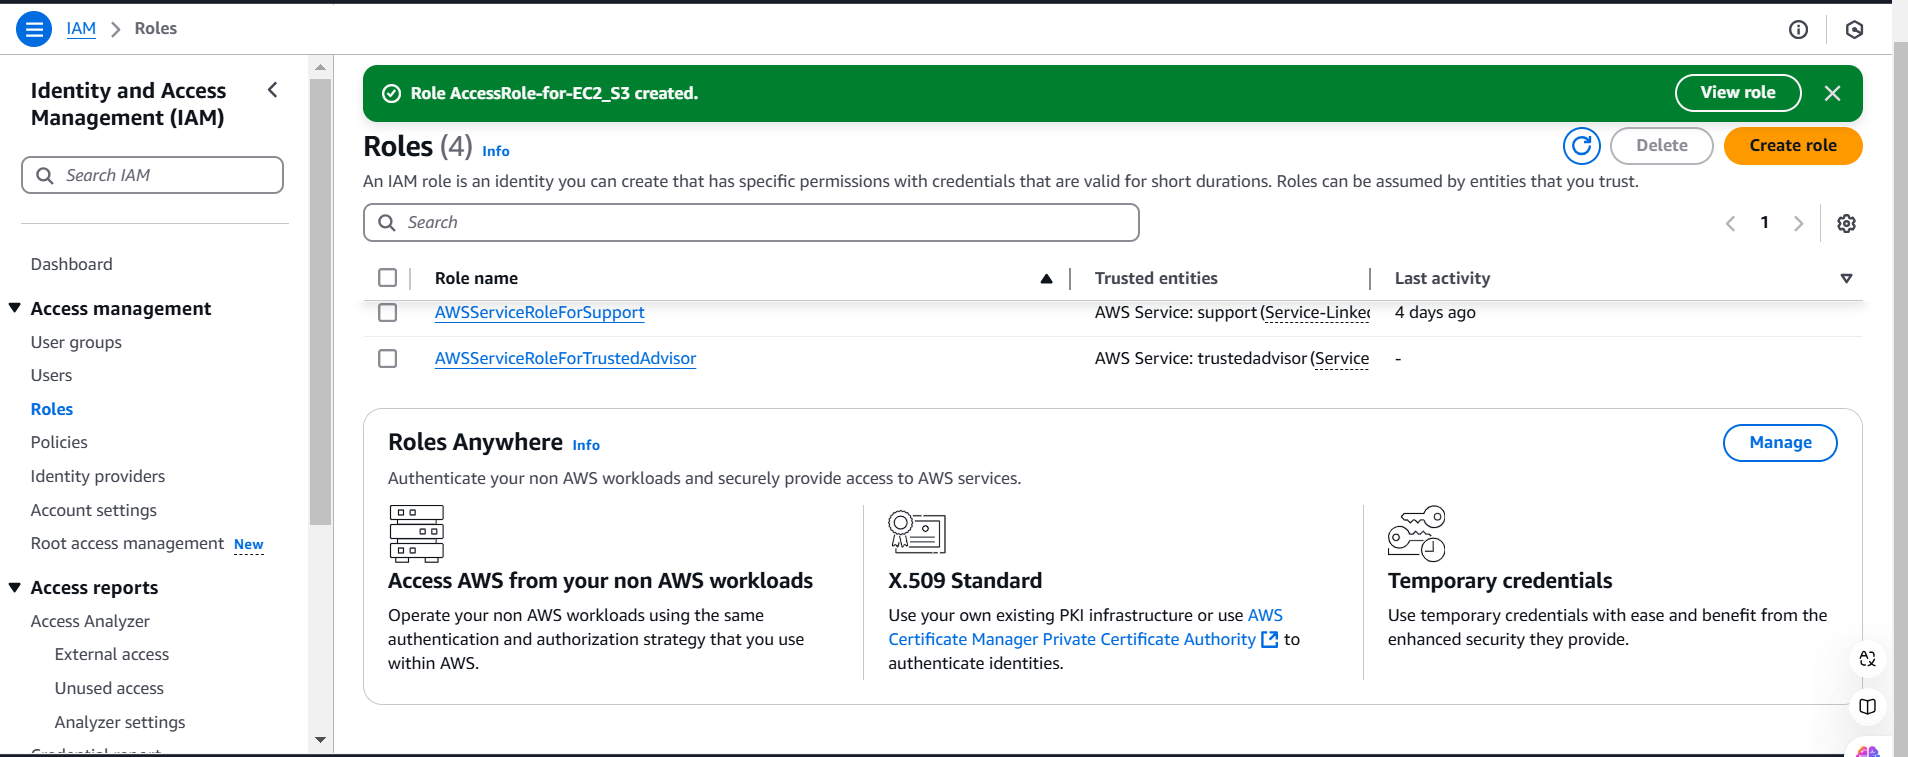 IAM > Roles
Identity and Access
Management (IAM)
Search IAM
Dashboard
Access management
User groups
Users
Roles
Policies
Identity providers
Account settings
Root access management New
Access reports
Access Analyzer
External access
Unused access
Analyzer settings
Role AccessRole-for-EC2_S3 created.
View role
Roles (4) Info
Delete
Create role
An IAM role is an identity you can create that has specific permissions with credentials that are valid for short durations. Roles can be assumed by entities that you trust.
Search
1
Role name Trusted entities Last activity
AWSServiceRoleForSupport AWS Service: support (Service-Linked 4 days ago
AWSServiceRoleForTrustedAdvisor AWS Service: trustedadvisor (Service -
Roles Anywhere Info
Manage
Authenticate your non AWS workloads and securely provide access to AWS services.
Access AWS from your non AWS workloads
Operate your non AWS workloads using the same
authentication and authorization strategy that you use
within AWS.
X.509 Standard
Use your own existing PKI infrastructure or use AWS
Certificate Manager Private Certificate Authority to
authenticate identities.
Temporary credentials
Use temporary credentials with ease and benefit from the
enhanced security they provide.